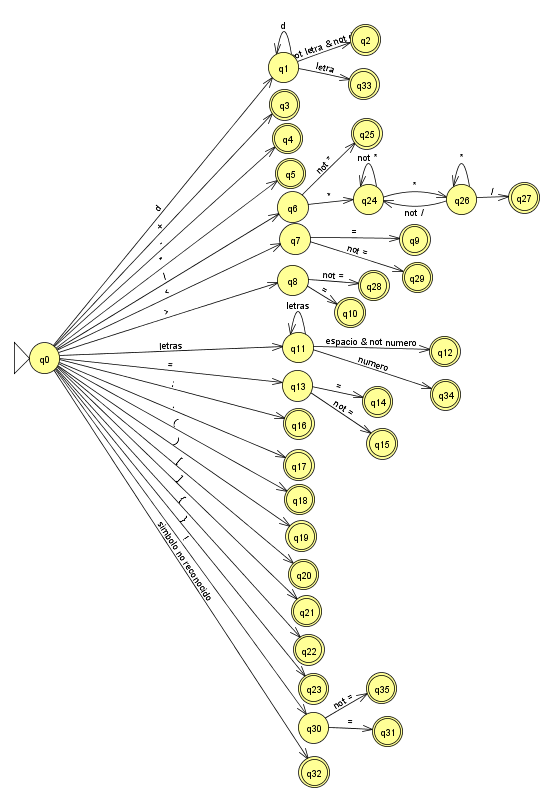 d
q2
not letra & not
q1
letra
q33
q3
q4
q25
not *
not *
q5
*
*
q6
*
q24
q26
/
q27
not /
d
+
-
*
/
<
>
q7
=
q9
not =
q29
q8
not =
q28
=
q10
letras
q0
letras
q11
espacio & not numero
q12
numero
q34
=
q13
=
q14
not =
q15
;
q16
,
q17
(
q18
)
q19
[
q20
]
q21
{
q22
}
q23
simbolo no reconocido
q30
not =
q35
=
q31
q32